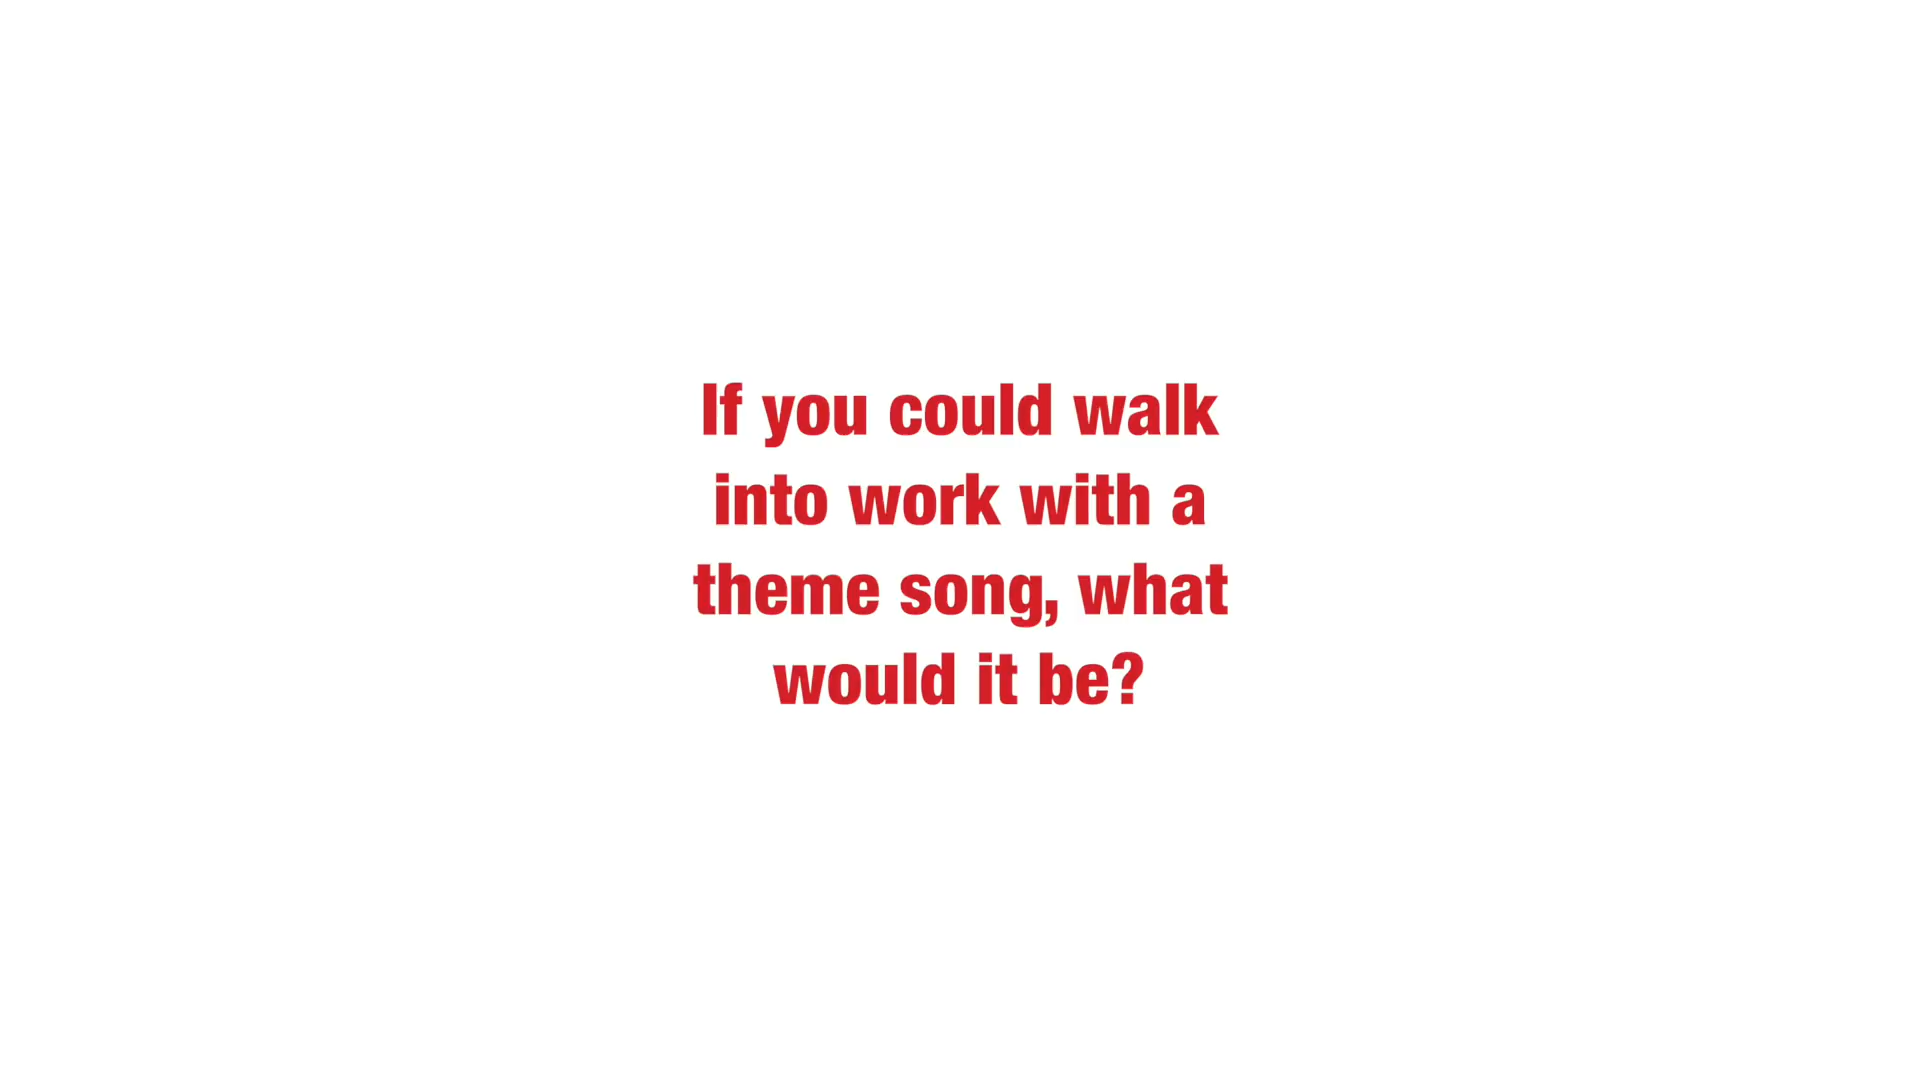 If you could walk
into work with a
theme song, what
would it be?